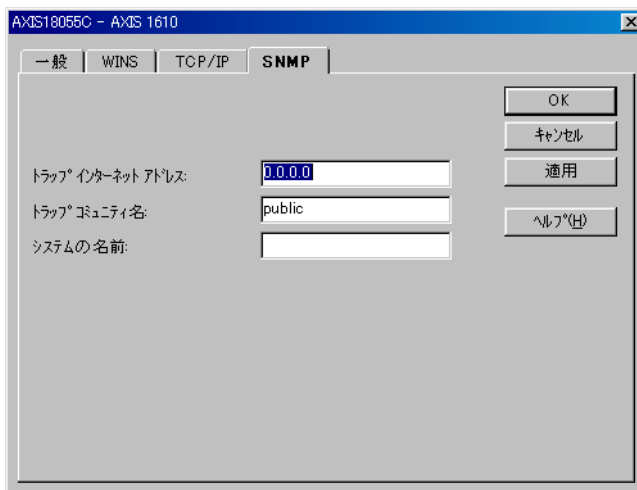 AXIS18055C - AXIS 1610
一般
WINS
TCP/IP
SNMP
OK
キャンセル
トラップ インターネット アドレス:
0.0.0.0
適用
トラップ コミュニティ名:
public
ヘルプ(H)
システムの名前: